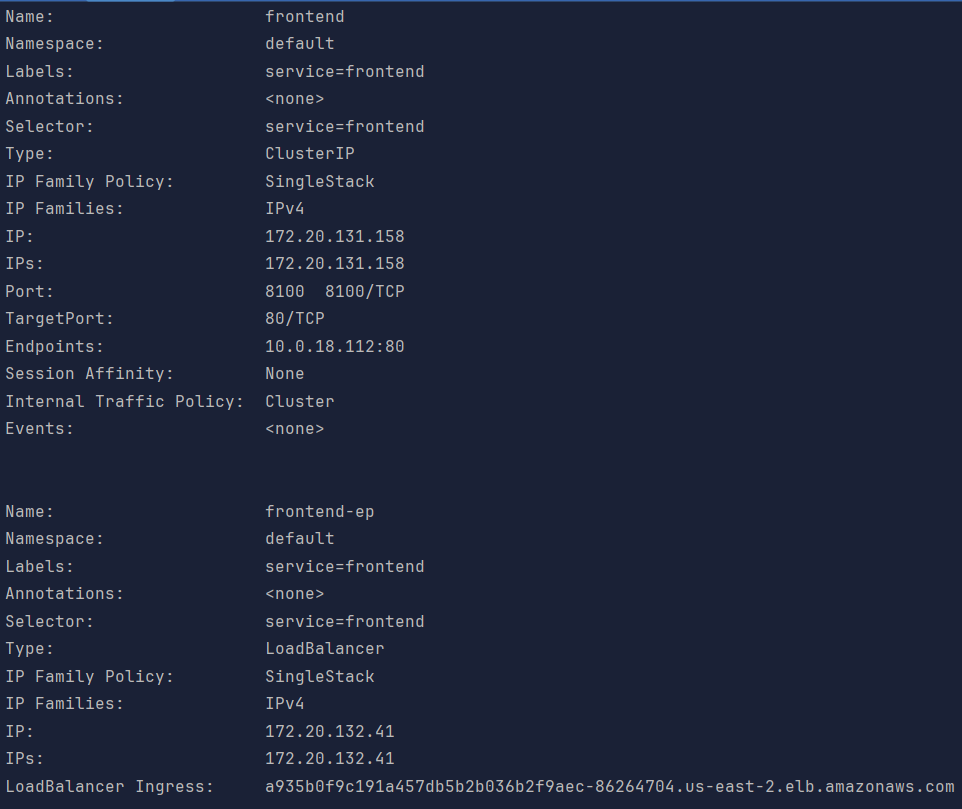 Name:                     frontend
Namespace:                default
Labels:                   service=frontend
Annotations:              <none>
Selector:                 service=frontend
Type:                     ClusterIP
IP Family Policy:         SingleStack
IP Families:              IPv4
IP:                       172.20.131.158
IPs:                      172.20.131.158
Port:                     8100  8100/TCP
TargetPort:               80/TCP
Endpoints:                10.0.18.112:80
Session Affinity:         None
Internal Traffic Policy:  Cluster
Events:                   <none>
Name:                     frontend-ep
Namespace:                default
Labels:                   service=frontend
Annotations:              <none>
Selector:                 service=frontend
Type:                     LoadBalancer
IP Family Policy:         SingleStack
IP Families:              IPv4
IP:                       172.20.132.41
IPs:                      172.20.132.41
LoadBalancer Ingress:     a935b0f9c191a457db5b2b036b2f9aec-86264704.us-east-2.elb.amazonaws.com